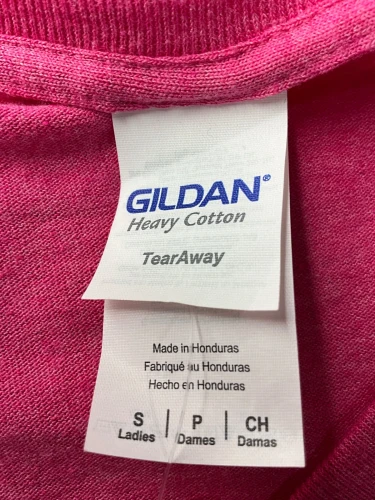 GILDAN®
Heavy Cotton
TearAway
Made in Honduras
Fabriqué au Honduras
Hecho en Honduras
S | P | CH
Ladies | Dames | Damas